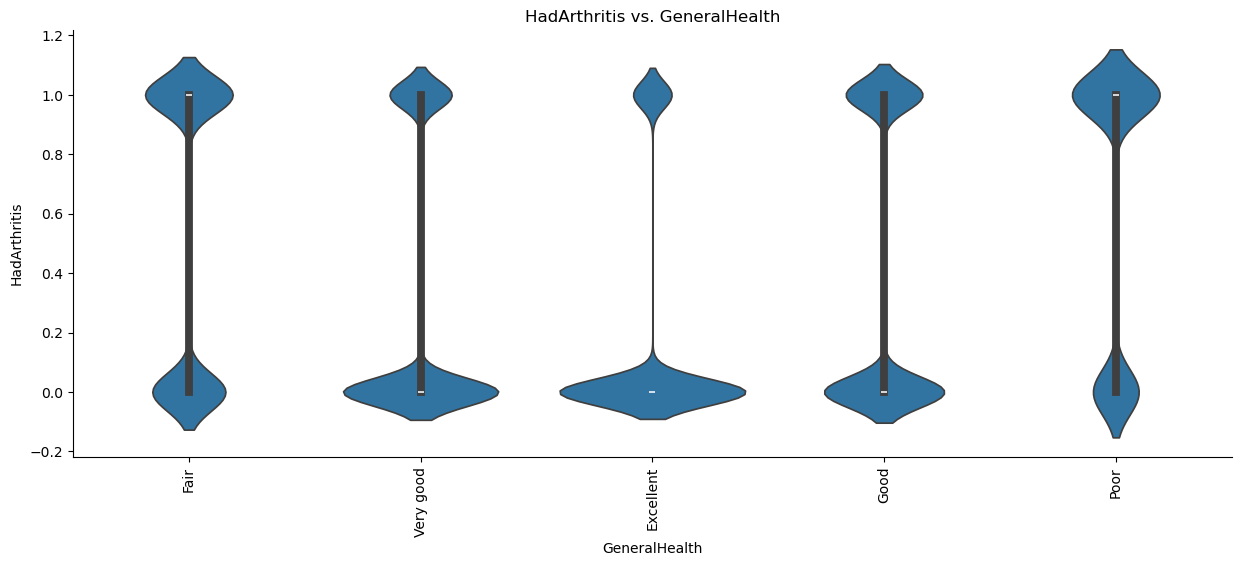 HadArthritis vs. GeneralHealth
1.2
1.0
0.8
0.6
0.4
0.2
0.0
−0.2
HadArthritis
Fair
Very good
Excellent
Good
Poor
GeneralHealth